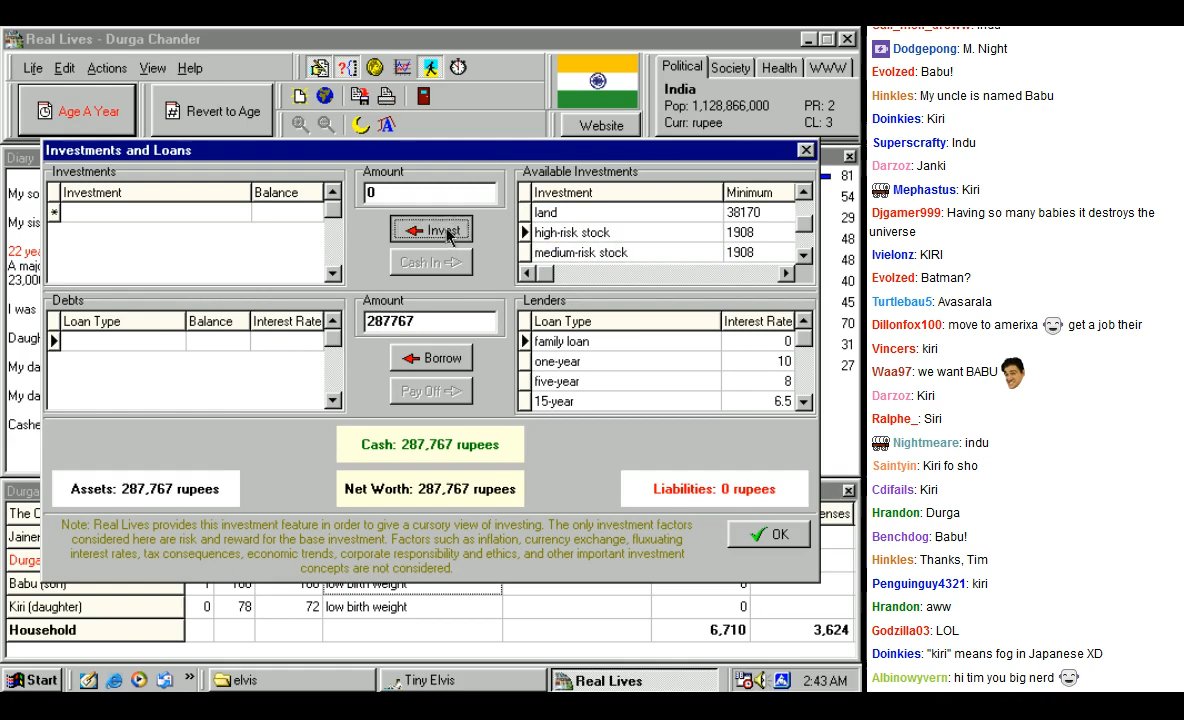 Real Lives - Durga Chander
Life Edit Actions View Help
Age A Year
Revert to Age
Website
Political Society Health WWW
India
Pop: 1,128,866,000 PR: 2
Curr: rupee CL: 3
Diary
Investments and Loans
Investments
Investment Balance
*
Amount
0
Invest
Cash In
Available Investments
Investment Minimum
land 38170
high-risk stock 1908
medium-risk stock 1908
Debts
Loan Type Balance Interest Rate
Amount
287767
Borrow
Pay Off
Lenders
Loan Type Interest Rate
family loan 0
one-year 10
five-year 8
15-year 6.5
Cash: 287,767 rupees
Assets: 287,767 rupees
Net Worth: 287,767 rupees
Liabilities: 0 rupees
Note: Real Lives provides this investment feature in order to give a cursory view of investing. The only investment factors
considered here are risk and reward for the base investment. Factors such as inflation, currency exchange, fluxuating
interest rates, tax consequences, economic trends, corporate responsibility and ethics, and other important investment
concepts are not considered.
OK
My so
My sis
22 yea
A majo
23,000
I was
Daugh
My da
My da
Cashe
81
54
29
48
48
40
45
70
31
27
Durga
The C
enses
Jainer
Durga
Babu (son) 1 low birth weight 0
Kiri (daughter) 0 78 72 low birth weight 0
Household 6,710 3,624
Start
elvis
Tiny Elvis
Real Lives
2:43 AM
Dodgepong: M. Night
Evolzed: Babu!
Hinkles: My uncle is named Babu
Doinkies: Kiri
Superscrafty: Indu
Darzoz: Janki
Mephastus: Kiri
Djgamer999: Having so many babies it destroys the
universe
Ivielonz: KIRI
Evolzed: Batman?
Turtlebau5: Avasarala
Dillonfox100: move to amerixa get a job their
Vincers: kiri
Waa97: we want BABU
Darzoz: Kiri
Ralphe_: Siri
Nightmeare: indu
Saintyin: Kiri fo sho
Cdifails: Kiri
Hrandon: Durga
Benchdog: Babu!
Hinkles: Thanks, Tim
Penguinguy4321: kiri
Hrandon: aww
Godzilla03: LOL
Doinkies: "kiri" means fog in Japanese XD
Albinowyvern: hi tim you big nerd